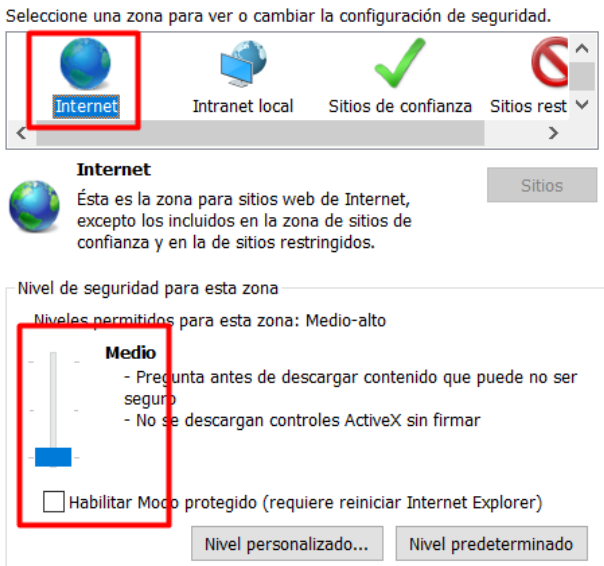 Seleccione una zona para ver o cambiar la configuración de seguridad.
Internet
Intranet local
Sitios de confianza
Sitios rest
Internet
Sitios
Ésta es la zona para sitios web de Internet,
excepto los incluidos en la zona de sitios de
confianza y en la de sitios restringidos.
Nivel de seguridad para esta zona
Niveles permitidos para esta zona: Medio-alto
Medio
- Pregunta antes de descargar contenido que puede no ser
seguro
- No se descargan controles ActiveX sin firmar
Habilitar Modo protegido (requiere reiniciar Internet Explorer)
Nivel personalizado...
Nivel predeterminado